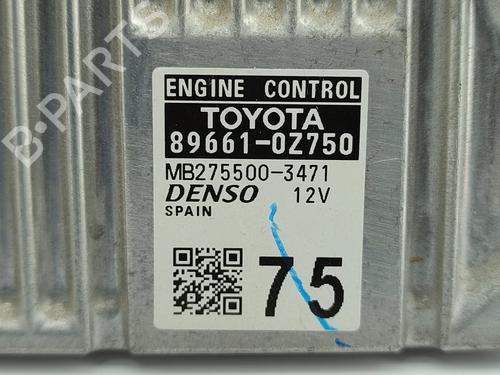 B-PARTS
ENGINE CONTROL
TOYOTA
89661-0Z750
MB275500-3471
DENSO 12V
SPAIN
75